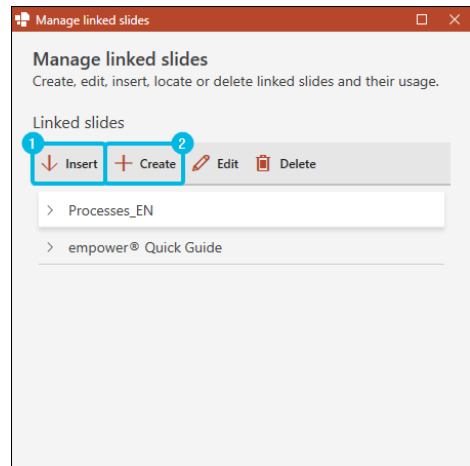 Manage linked slides
Manage linked slides
Create, edit, insert, locate or delete linked slides and their usage.
Linked slides
1 2
Insert Create Edit Delete
Processes_EN
empower® Quick Guide